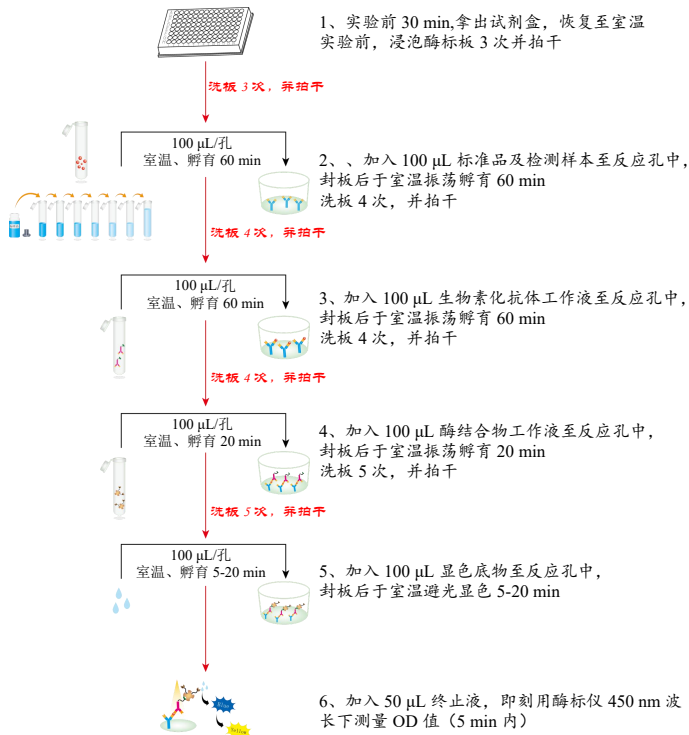 1、实验前 30 min,拿出试剂盒，恢复至室温
实验前，浸泡酶标板 3 次并拍干
洗板 3 次，并拍干
100 μL/孔
室温、孵育 60 min
2、、加入 100 μL 标准品及检测样本至反应孔中，
封板后于室温振荡孵育 60 min
洗板 4 次，并拍干
洗板 4 次，并拍干
100 μL/孔
室温、孵育 60 min
3、加入 100 μL 生物素化抗体工作液至反应孔中，
封板后于室温振荡孵育 60 min
洗板 4 次，并拍干
洗板 4 次，并拍干
100 μL/孔
室温、孵育 20 min
4、加入 100 μL 酶结合物工作液至反应孔中，
封板后于室温振荡孵育 20 min
洗板 5 次，并拍干
洗板 5 次，并拍干
100 μL/孔
室温、孵育 5-20 min
5、加入 100 μL 显色底物至反应孔中，
封板后于室温避光显色 5-20 min
6、加入 50 μL 终止液，即刻用酶标仪 450 nm 波
长下测量 OD 值（5 min 内）